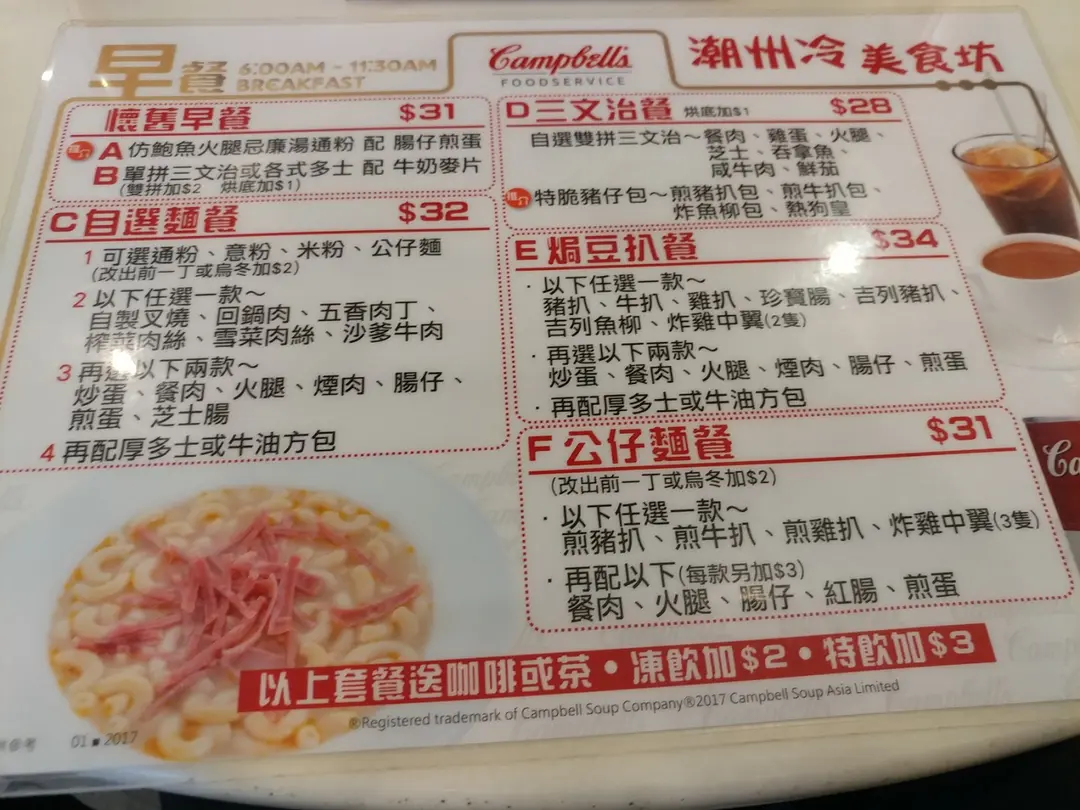 早餐 6:00AM - 11:30AM
BREAKFAST
Campbell's
FOODSERVICE
潮州冷美食坊
懷舊早餐 $31
A 仿鮑魚火腿忌廉湯通粉 配 腸仔煎蛋
B 單拼三文治或各式多士 配 牛奶麥片
(雙拼加$2 烘底加$1)
C 自選麵餐 $32
1 可選通粉、意粉、米粉、公仔麵
(改出前一丁或烏冬加$2)
2 以下任選一款～
自製叉燒、回鍋肉、五香肉丁、
榨菜肉絲、雪菜肉絲、沙爹牛肉
3 再選以下兩款～
炒蛋、餐肉、火腿、煙肉、腸仔、
煎蛋、芝士腸
4 再配厚多士或牛油方包
D 三文治餐 烘底加$1 $28
自選雙拼三文治～餐肉、雞蛋、火腿、
芝士、吞拿魚、
咸牛肉、鮮茄
推介 特脆豬仔包～煎豬扒包、煎牛扒包、
炸魚柳包、熱狗皇
E 焗豆扒餐 $34
· 以下任選一款～
豬扒、牛扒、雞扒、珍寶腸、吉列豬扒、
吉列魚柳、炸雞中翼(2隻)
· 再選以下兩款～
炒蛋、餐肉、火腿、煙肉、腸仔、煎蛋
· 再配厚多士或牛油方包
F 公仔麵餐 $31
(改出前一丁或烏冬加$2)
· 以下任選一款～
煎豬扒、煎牛扒、煎雞扒、炸雞中翼(3隻)
· 再配以下(每款另加$3)
餐肉、火腿、腸仔、紅腸、煎蛋
以上套餐送咖啡或茶・凍飲加$2・特飲加$3
®Registered trademark of Campbell Soup Company®2017 Campbell Soup Asia Limited
參考 01 ■ 2017